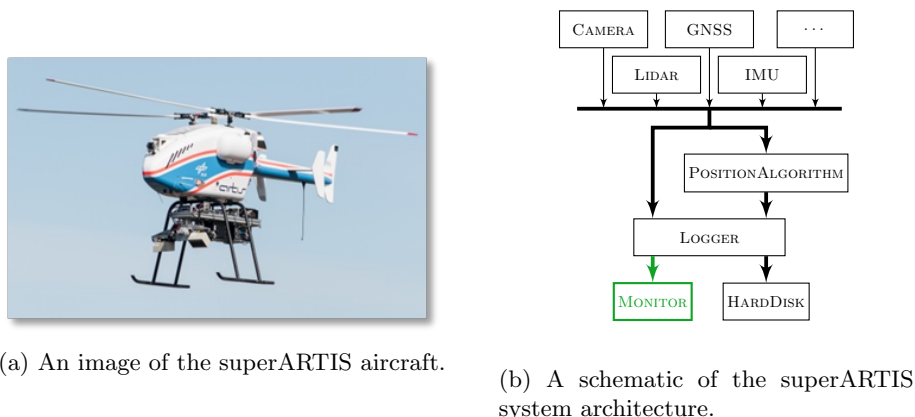 CAMERA
GNSS
···
LIDAR
IMU
POSITIONALGORITHM
LOGGER
MONITOR
HARDDISK
(a) An image of the superARTIS aircraft.
(b) A schematic of the superARTIS
system architecture.